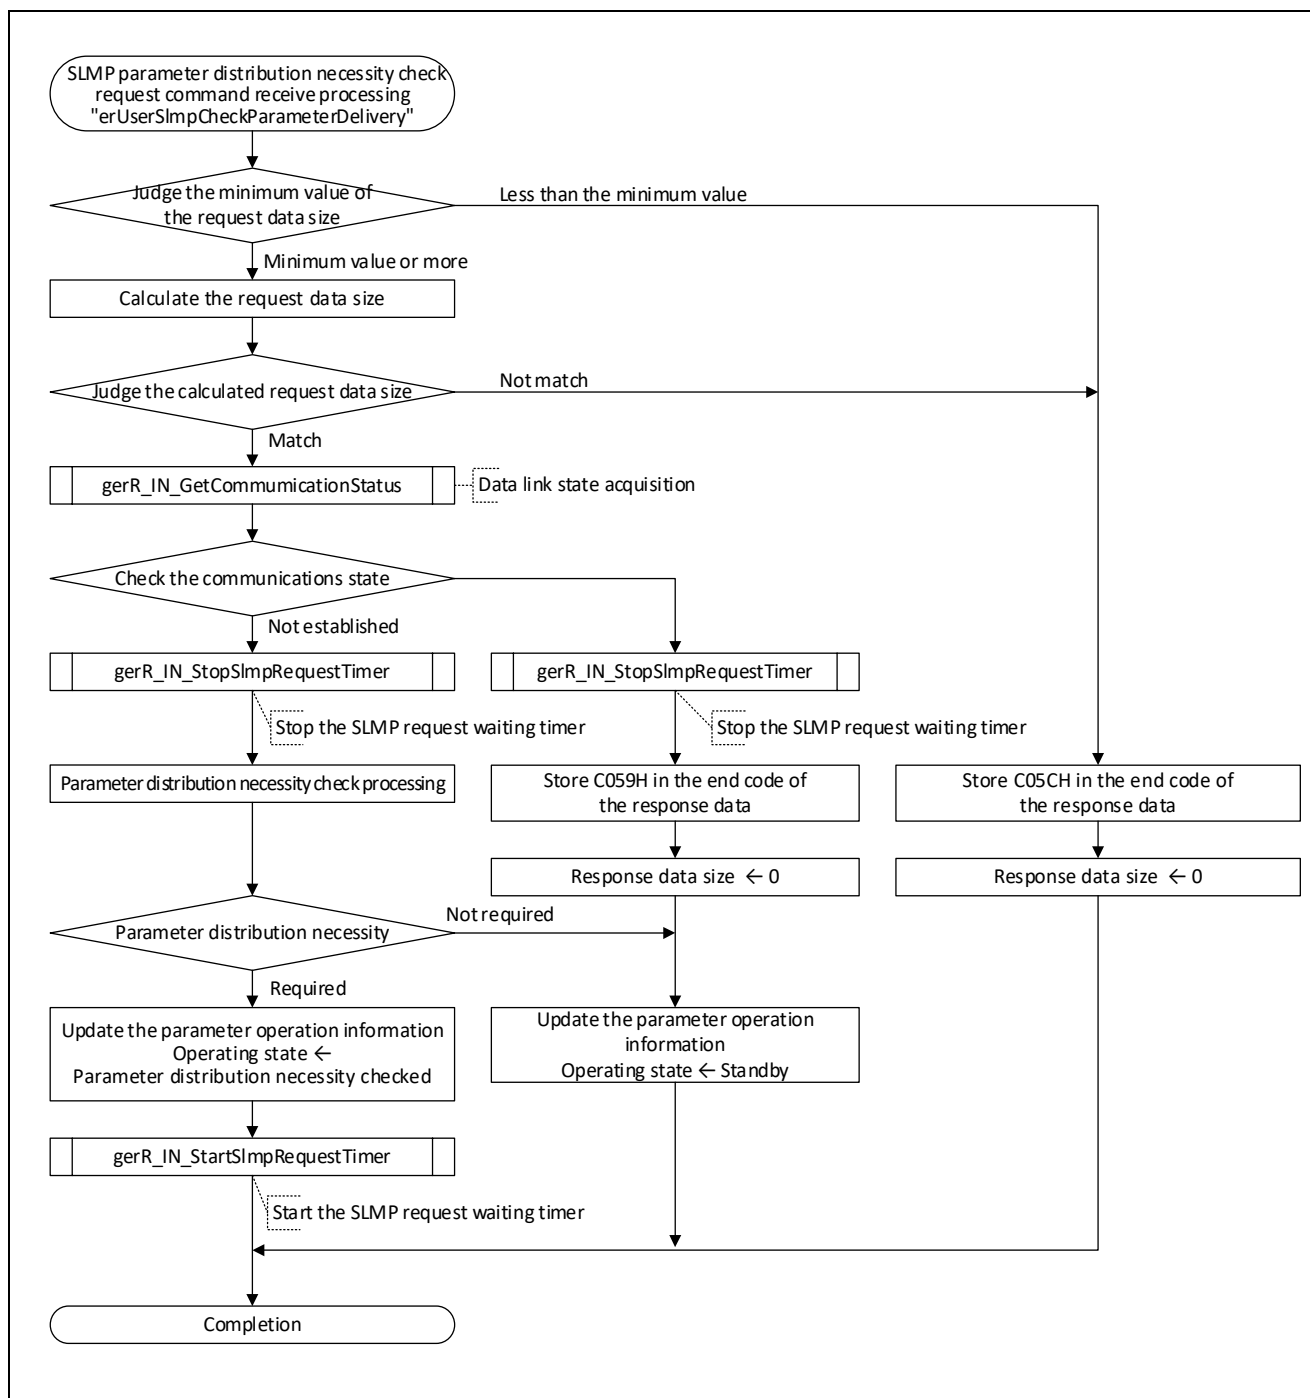 SLMP parameter distribution necessity check
request command receive processing
"erUserSlmpCheckParameterDelivery"
Judge the minimum value of
the request data size
Less than the minimum value
Minimum value or more
Calculate the request data size
Judge the calculated request data size
Not match
Match
gerR_IN_GetCommumicationStatus
Data link state acquisition
Check the communications state
Not established
gerR_IN_StopSlmpRequestTimer
gerR_IN_StopSlmpRequestTimer
Stop the SLMP request waiting timer
Stop the SLMP request waiting timer
Parameter distribution necessity check processing
Store C059H in the end code of
the response data
Store C05CH in the end code of
the response data
Response data size ← 0
Response data size ← 0
Parameter distribution necessity
Not required
Required
Update the parameter operation information
Operating state ←
Parameter distribution necessity checked
Update the parameter operation
information
Operating state ← Standby
gerR_IN_StartSlmpRequestTimer
Start the SLMP request waiting timer
Completion